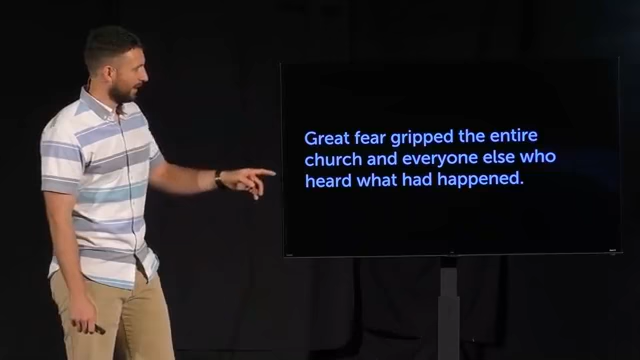 Great fear gripped the entire
church and everyone else who
heard what had happened.